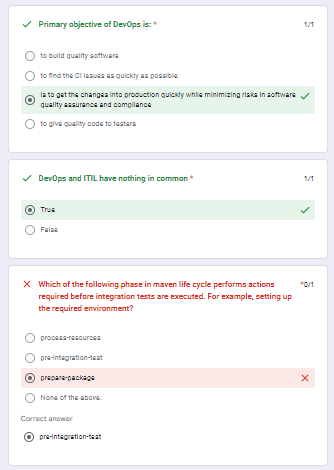 Primary objective of DevOps is: * 1/1
to build quality software
to find the CI issues as quickly as possible
is to get the changes into production quickly while minimizing risks in software
quality assurance and compliance
to give quality code to testers
DevOps and ITIL have nothing in common * 1/1
True
False
Which of the following phase in maven life cycle performs actions *0/1
required before integration tests are executed. For example, setting up
the required environment?
process-resources
pre-integration-test
prepare-package
None of the above.
Correct answer
pre-integration-test